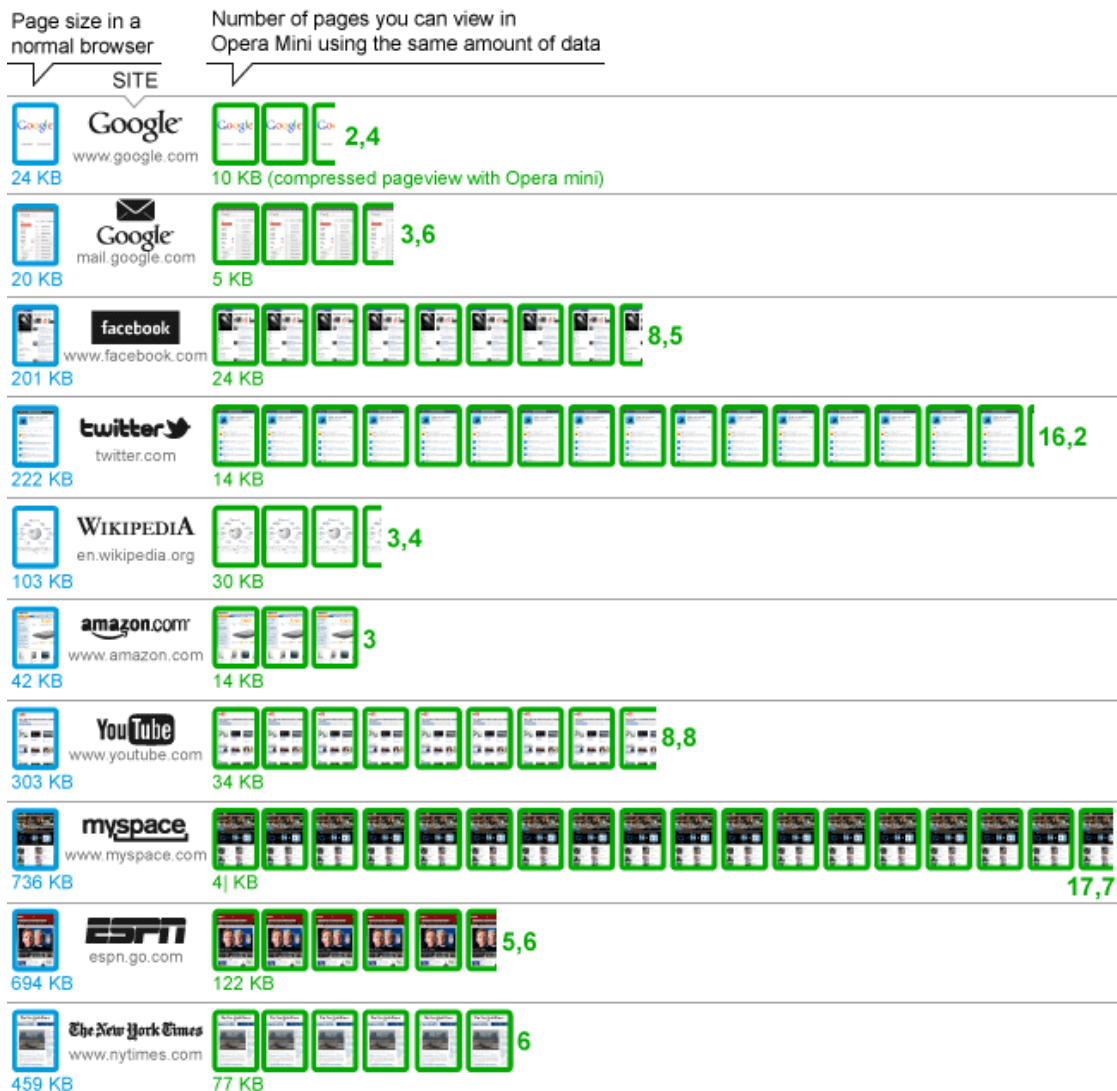 Page size in a
normal browser
Number of pages you can view in
Opera Mini using the same amount of data
SITE
Google
Google
Google
Goo
Google
www.google.com
2,4
24 KB
10 KB (compressed pageview with Opera mini)
Google
mail.google.com
3,6
20 KB
5 KB
facebook
www.facebook.com
8,5
201 KB
24 KB
twitter
twitter.com
16,2
222 KB
14 KB
WIKIPEDIA
en.wikipedia.org
3,4
103 KB
30 KB
amazon.com
www.amazon.com
3
42 KB
14 KB
YouTube
www.youtube.com
8,8
303 KB
34 KB
myspace
www.myspace.com
736 KB
4| KB
17,7
ESPN
espn.go.com
5,6
694 KB
122 KB
The New York Times
www.nytimes.com
6
459 KB
77 KB